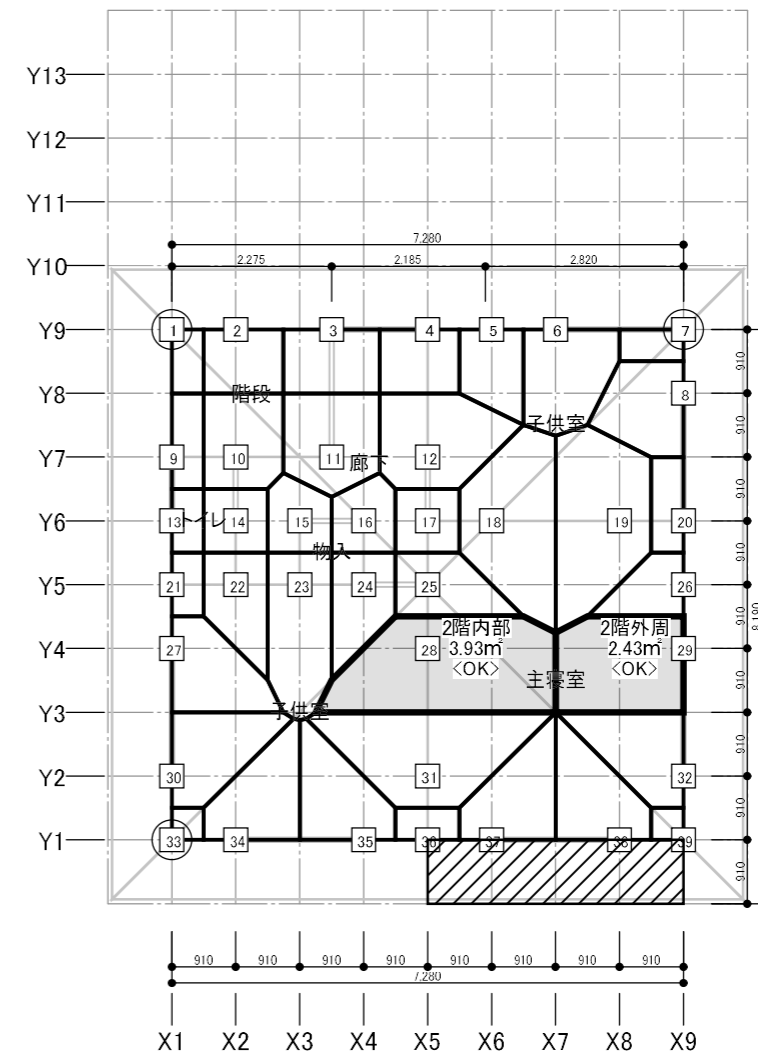 Y13
Y12
Y11
7.280
Y10
2.275 2.185 2.820
Y9 1 2 3 4 5 6 7
910
Y8 階段 8
子供室
910
Y7 9 10 11 廊下 12
910
Y6 13 トイレ 14 15 16 17 18 19 20
物入
910
Y5 21 22 23 24 25 26
910
8.190
2階内部 2階外周
3.93㎡ 2.43㎡
<OK> <OK>
Y4 27 28 29
主寝室
910
Y3 子供室
910
Y2 30 31 32
910
Y1 33 34 35 36 37 38 39
910
910 910 910 910 910 910 910 910
7.280
X1 X2 X3 X4 X5 X6 X7 X8 X9